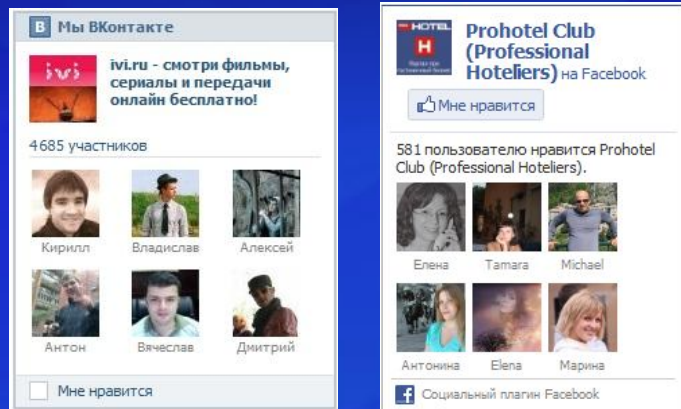 В Мы ВКонтакте
ivi
ivi.ru - смотри фильмы,
сериалы и передачи
онлайн бесплатно!
4685 участников
Кирилл Владислав Алексей
Антон Вячеслав Дмитрий
Мне нравится
HOTEL
H
Prohotel Club
(Professional
Hoteliers) на Facebook
Мне нравится
581 пользователю нравится Prohotel
Club (Professional Hoteliers).
Елена Tamara Michael
Антонина Elena Марина
f Социальный плагин Facebook